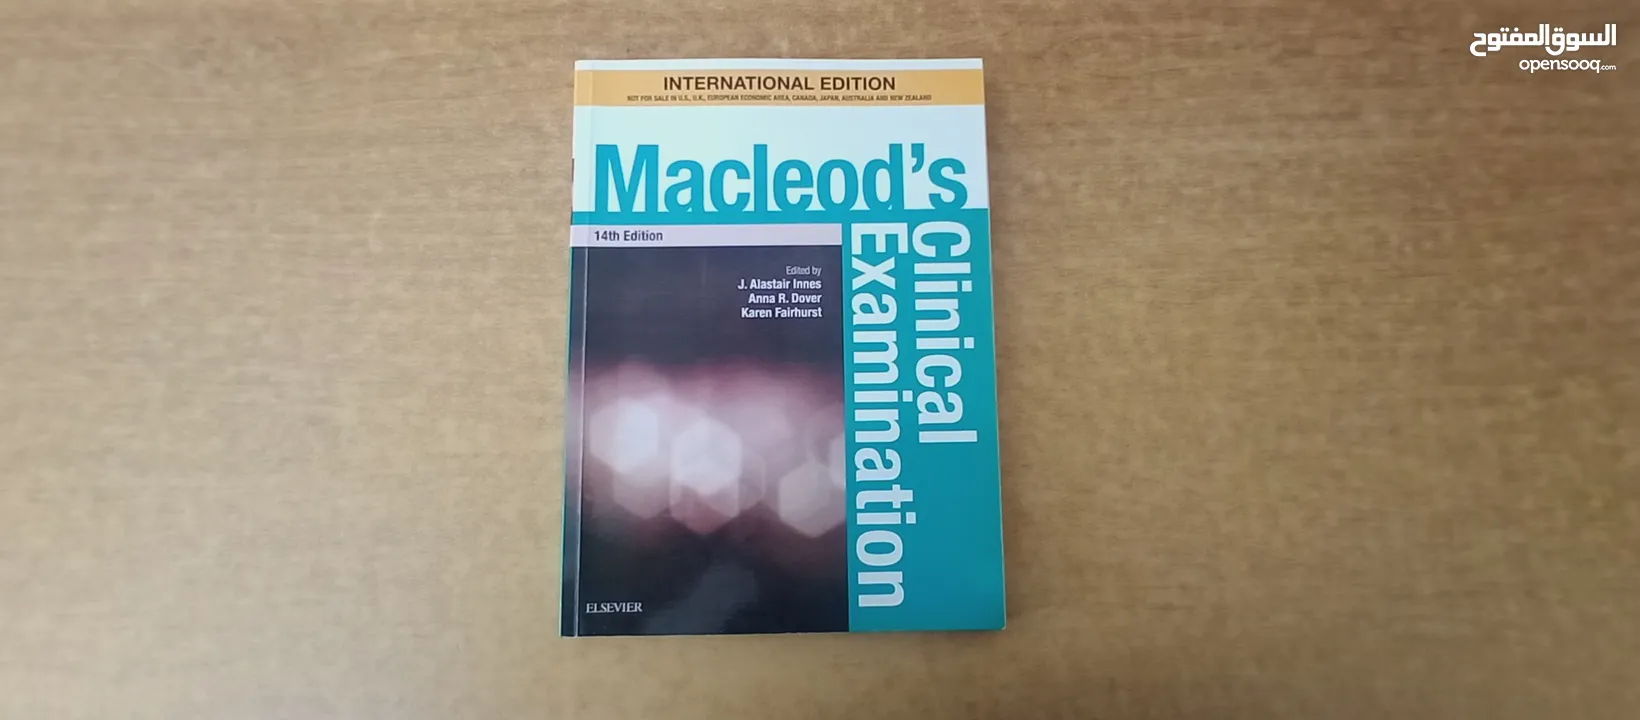 السوق المفتوح
opensooq.com
INTERNATIONAL EDITION
NOT FOR SALE IN U.S., U.K., EUROPEAN ECONOMIC AREA, CANADA, JAPAN, AUSTRALIA AND NEW ZEALAND
Macleod's
Clinical
Examination
14th Edition
Edited by
J. Alastair Innes
Anna R. Dover
Karen Fairhurst
ELSEVIER